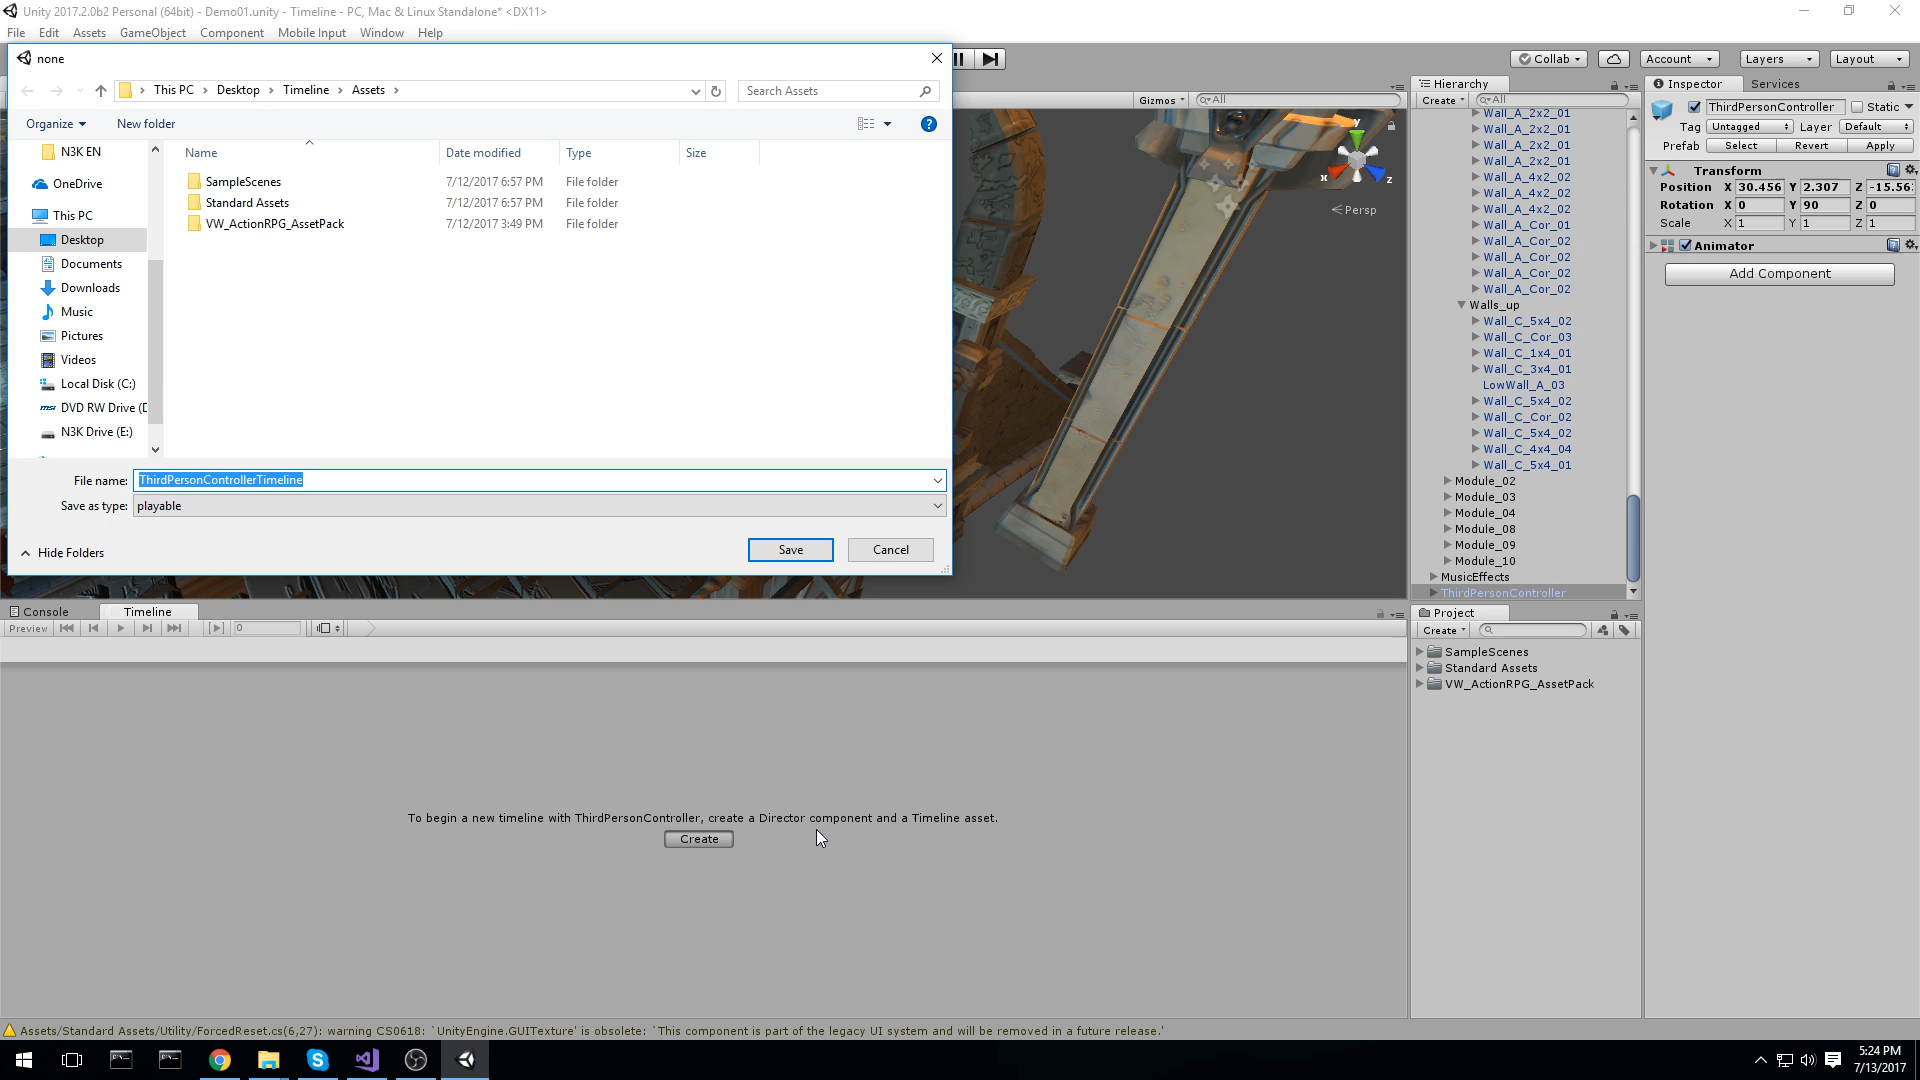 Unity 2017.2.0b2 Personal (64bit) - Demo01.unity - Timeline - PC, Mac & Linux Standalone* <DX11>
File Edit Assets GameObject Component Mobile Input Window Help
none
Collab Account Layers Layout
This PC > Desktop > Timeline > Assets >
Search Assets
Organize New folder
Name Date modified Type Size
SampleScenes 7/12/2017 6:57 PM File folder
Standard Assets 7/12/2017 6:57 PM File folder
VW_ActionRPG_AssetPack 7/12/2017 3:49 PM File folder
N3K EN
OneDrive
This PC
Desktop
Documents
Downloads
Music
Pictures
Videos
Local Disk (C:)
DVD RW Drive (D
N3K Drive (E:)
File name: ThirdPersonControllerTimeline
Save as type: playable
Hide Folders
Save Cancel
Gizmos All
y
x
z
Persp
Hierarchy
Create All
Wall_A_2x2_01
Wall_A_2x2_01
Wall_A_2x2_01
Wall_A_2x2_01
Wall_A_4x2_02
Wall_A_4x2_02
Wall_A_4x2_02
Wall_A_Cor_01
Wall_A_Cor_02
Wall_A_Cor_02
Wall_A_Cor_02
Wall_A_Cor_02
Walls_up
Wall_C_5x4_02
Wall_C_Cor_03
Wall_C_1x4_01
Wall_C_3x4_01
LowWall_A_03
Wall_C_5x4_02
Wall_C_Cor_02
Wall_C_5x4_02
Wall_C_4x4_04
Wall_C_5x4_01
Module_02
Module_03
Module_04
Module_08
Module_09
Module_10
MusicEffects
ThirdPersonController
Inspector Services
ThirdPersonController Static
Tag Untagged Layer Default
Prefab Select Revert Apply
Transform
Position X 30.456 Y 2.307 Z -15.56
Rotation X 0 Y 90 Z 0
Scale X 1 Y 1 Z 1
Animator
Add Component
Console Timeline
Preview 0
To begin a new timeline with ThirdPersonController, create a Director component and a Timeline asset.
Create
Project
Create
SampleScenes
Standard Assets
VW_ActionRPG_AssetPack
Assets/Standard Assets/Utility/ForcedReset.cs(6,27): warning CS0618: `UnityEngine.GUITexture' is obsolete: `This component is part of the legacy UI system and will be removed in a future release.'
5:24 PM
7/13/2017